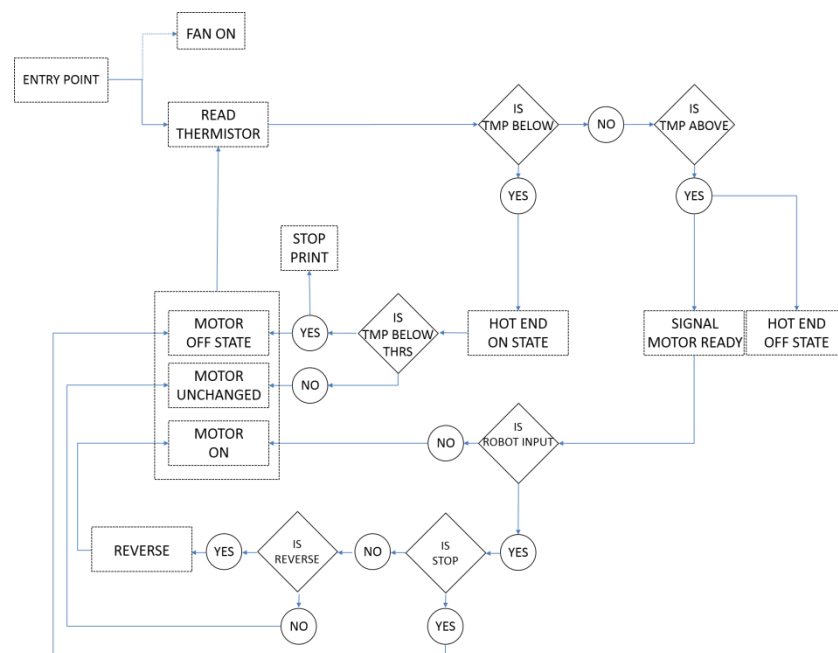 FAN ON
ENTRY POINT
READ
THERMISTOR
IS
TMP BELOW
NO
IS
TMP ABOVE
YES
YES
STOP
PRINT
MOTOR
OFF STATE
YES
IS
TMP BELOW
THRS
HOT END
ON STATE
SIGNAL
MOTOR READY
HOT END
OFF STATE
MOTOR
UNCHANGED
NO
MOTOR
ON
NO
IS
ROBOT INPUT
REVERSE
YES
IS
REVERSE
NO
IS
STOP
YES
NO
YES